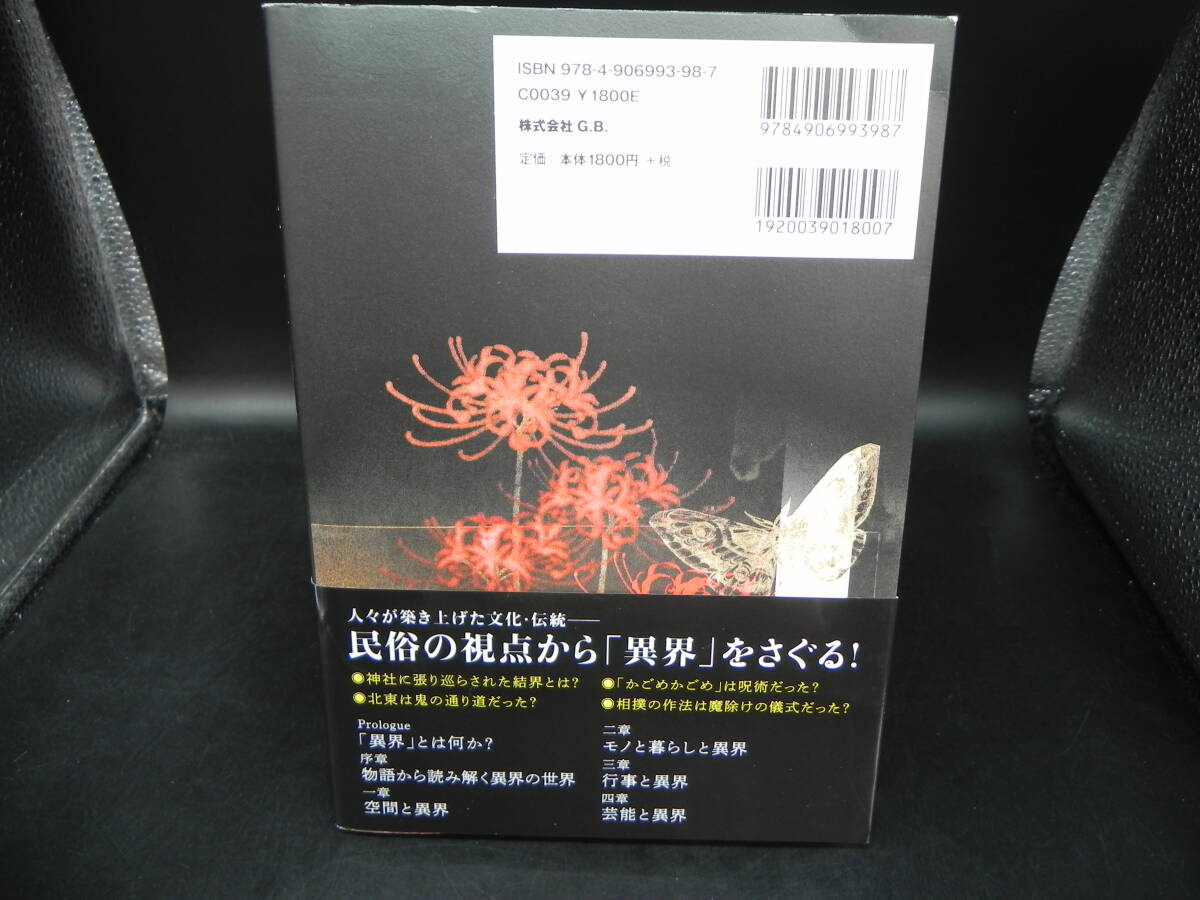 ISBN 978-4-906993-98-7
C0039 ¥1800E
株式会社 G.B.
定価: 本体1800円 +税
9784906993987
1920039018007
人々が築き上げた文化・伝統——
民俗の視点から「異界」をさぐる!
◉神社に張り巡らされた結界とは?
◉北東は鬼の通り道だった?
◉「かごめかごめ」は呪術だった?
◉相撲の作法は魔除けの儀式だった?
Prologue
「異界」とは何か?
序章
物語から読み解く異界の世界
一章
空間と異界
二章
モノと暮らしと異界
三章
行事と異界
四章
芸能と異界